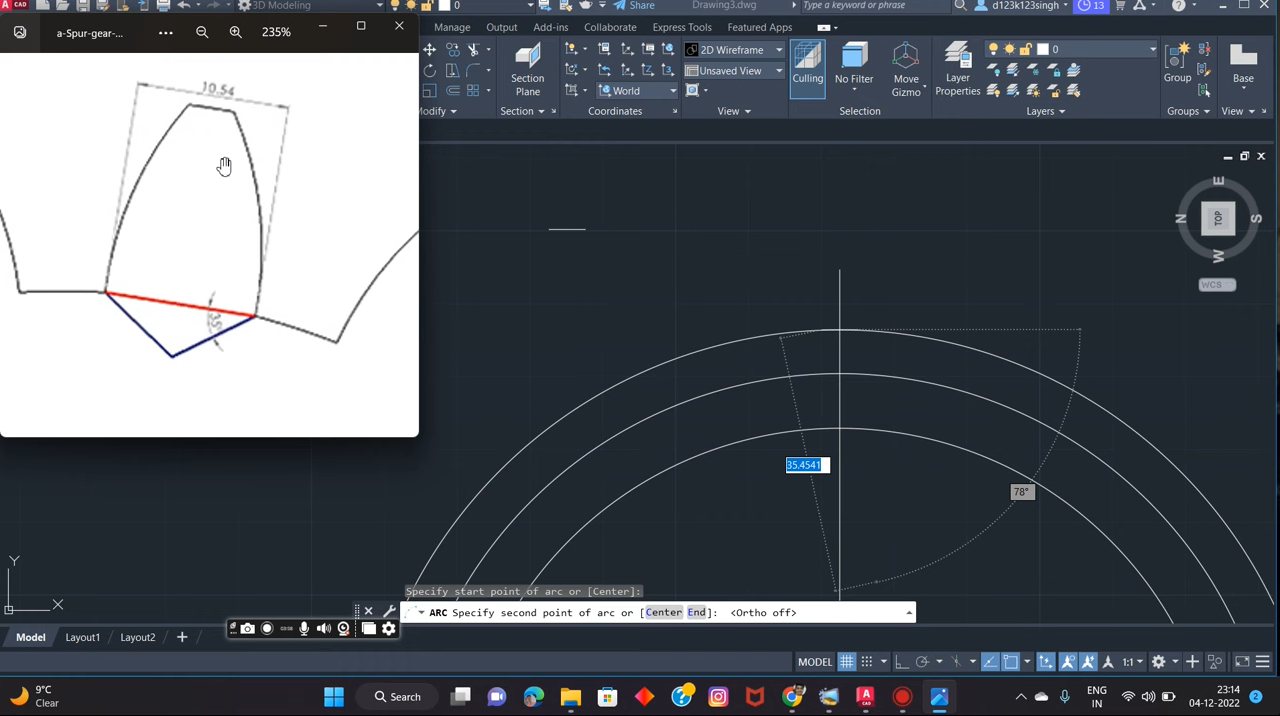 CAD
3D Modeling
Share
Drawing3.dwg
Type a keyword or phrase
d123k123singh
13
a-Spur-gear-...
235%
Manage
Output
Add-ins
Collaborate
Express Tools
Featured Apps
Section
Plane
2D Wireframe
Unsaved View
World
Culling
No Filter
Move
Gizmo
Layer
Properties
0
Group
Base
Modify
Section
Coordinates
View
Selection
Layers
Groups
View
10.54
35
E
N
TOP
S
W
WCS
35.4541
78°
Y
X
Specify start point of arc or [Center]:
ARC Specify second point of arc or [Center End]: <Ortho off>
Model
Layout1
Layout2
MODEL
1:1
9°C
Clear
Search
ENG
IN
23:14
04-12-2022
2